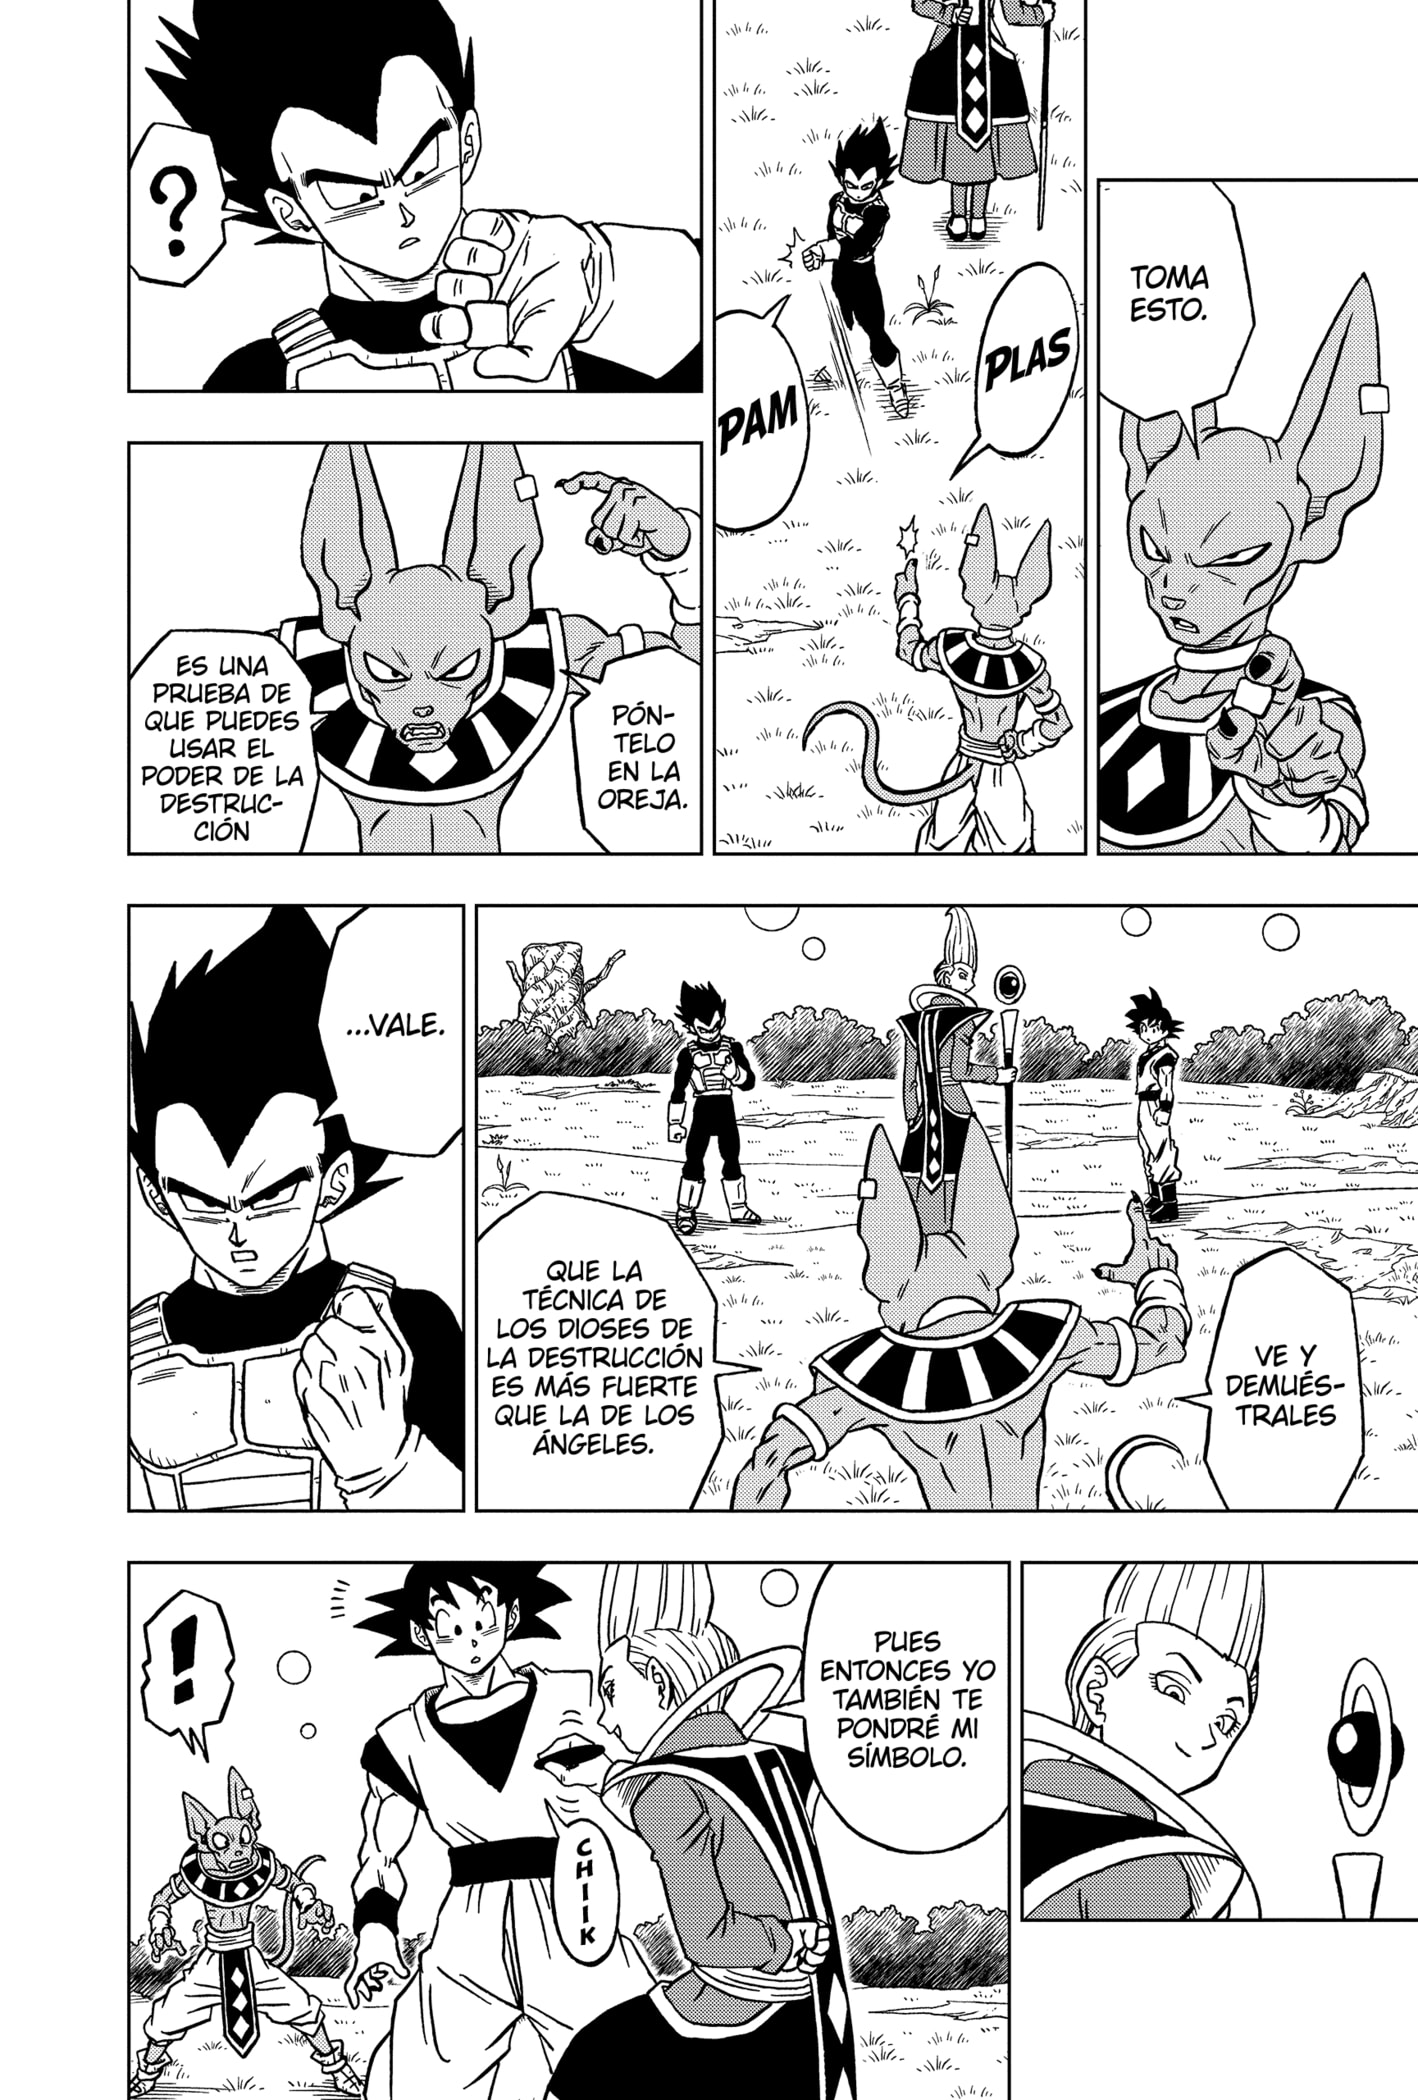 TOMA
ESTO.
PLAS
PAM
?
PÓN-
TELO
EN LA
OREJA.
ES UNA
PRUEBA DE
QUE PUEDES
USAR EL
PODER DE LA
DESTRUC-
CIÓN
VE Y
DEMUÉS-
TRALES
QUE LA
TÉCNICA DE
LOS DIOSES DE
LA DESTRUCCIÓN
ES MÁS FUERTE
QUE LA DE LOS
ÁNGELES.
...VALE.
PUES
ENTONCES YO
TAMBIÉN TE
PONDRÉ MI
SÍMBOLO.
CHIIK
!